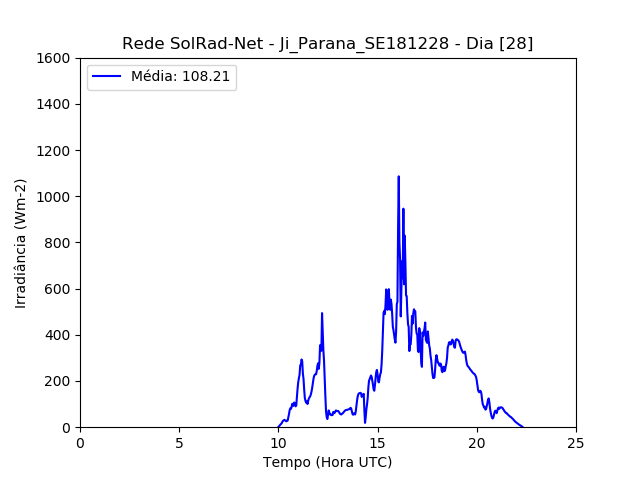 Rede SolRad-Net - Ji_Parana_SE181228 - Dia [28]
Média: 108.21
Irradiância (Wm-2)
1600
1400
1200
1000
800
600
400
200
0
0 5 10 15 20 25
Tempo (Hora UTC)